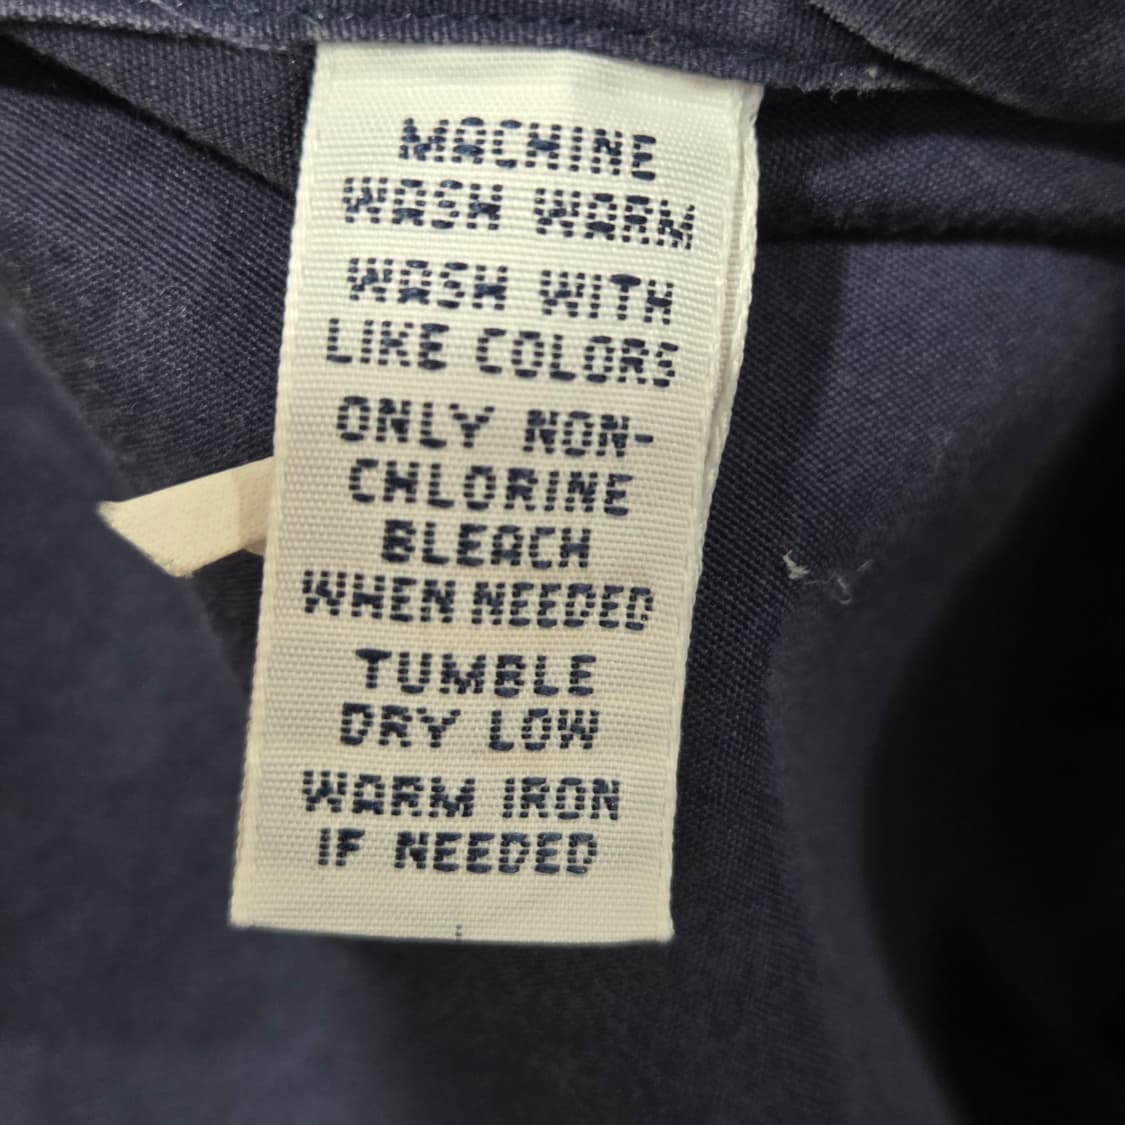 MACHINE
WASH WARM
WASH WITH
LIKE COLORS
ONLY NON-
CHLORINE
BLEACH
WHEN NEEDED
TUMBLE
DRY LOW
WARM IRON
IF NEEDED